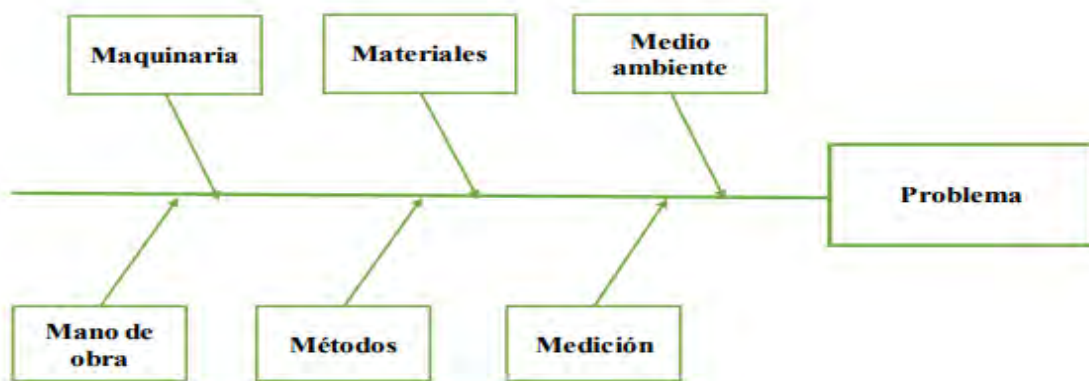 Maquinaria
Materiales
Medio
ambiente
Problema
Mano de
obra
Métodos
Medición